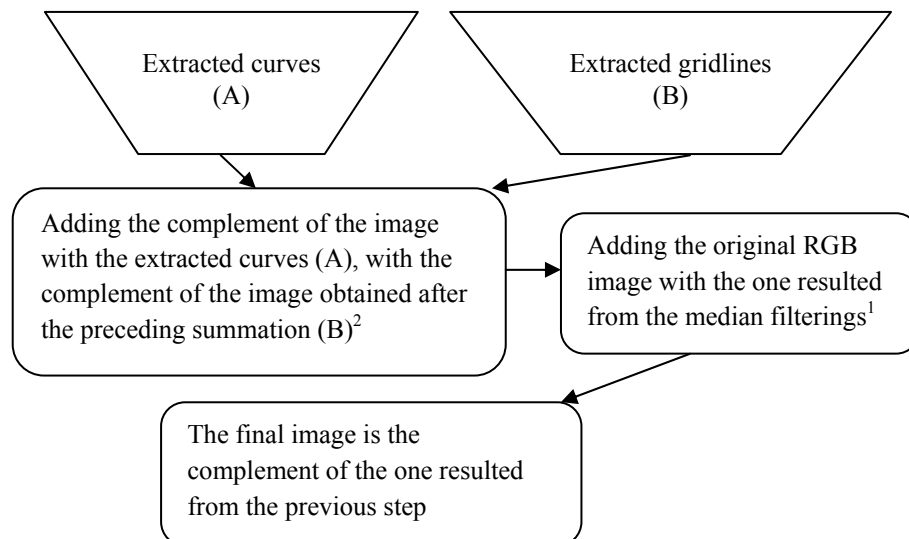 Extracted curves
(A)
Extracted gridlines
(B)
Adding the complement of the image
with the extracted curves (A), with the
complement of the image obtained after
the preceding summation (B)²
Adding the original RGB
image with the one resulted
from the median filterings¹
The final image is the
complement of the one resulted
from the previous step